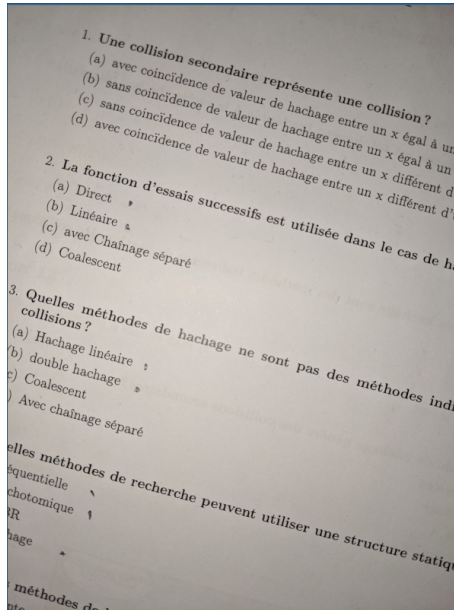 1. Une collision secondaire représente une collision ?
(a) avec coïncidence de valeur de hachage entre un x égal à un
(b) sans coïncidence de valeur de hachage entre un x égal à un
(c) sans coïncidence de valeur de hachage entre un x différent
(d) avec coïncidence de valeur de hachage entre un x différent
2. La fonction d'essais successifs est utilisée dans le cas de
(a) Direct
(b) Linéaire
(c) avec Chaînage séparé
(d) Coalescent
3. Quelles méthodes de hachage ne sont pas des méthodes
collisions ?
(a) Hachage linéaire
(b) double hachage
(c) Coalescent
) Avec chaînage séparé
elles méthodes de recherche peuvent utiliser une structure
équentielle
chotomique
hage
méthodes